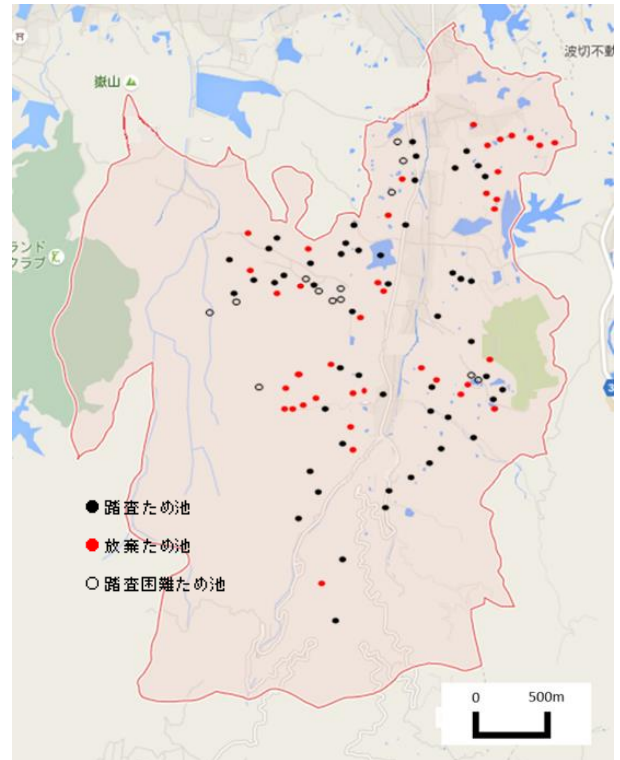 波切不動
嶽山
ランド
クラブ
●踏査ため池
●放棄ため池
○踏査困難ため池
0 500m